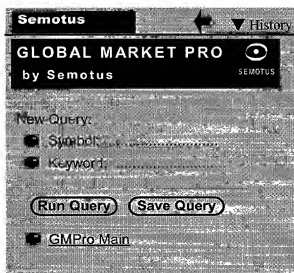 Semotus
History
GLOBAL MARKET PRO
by Semotus
SEMOTUS
New Query:
Symbol:
Keyword:
Run Query Save Query
GMPro Main